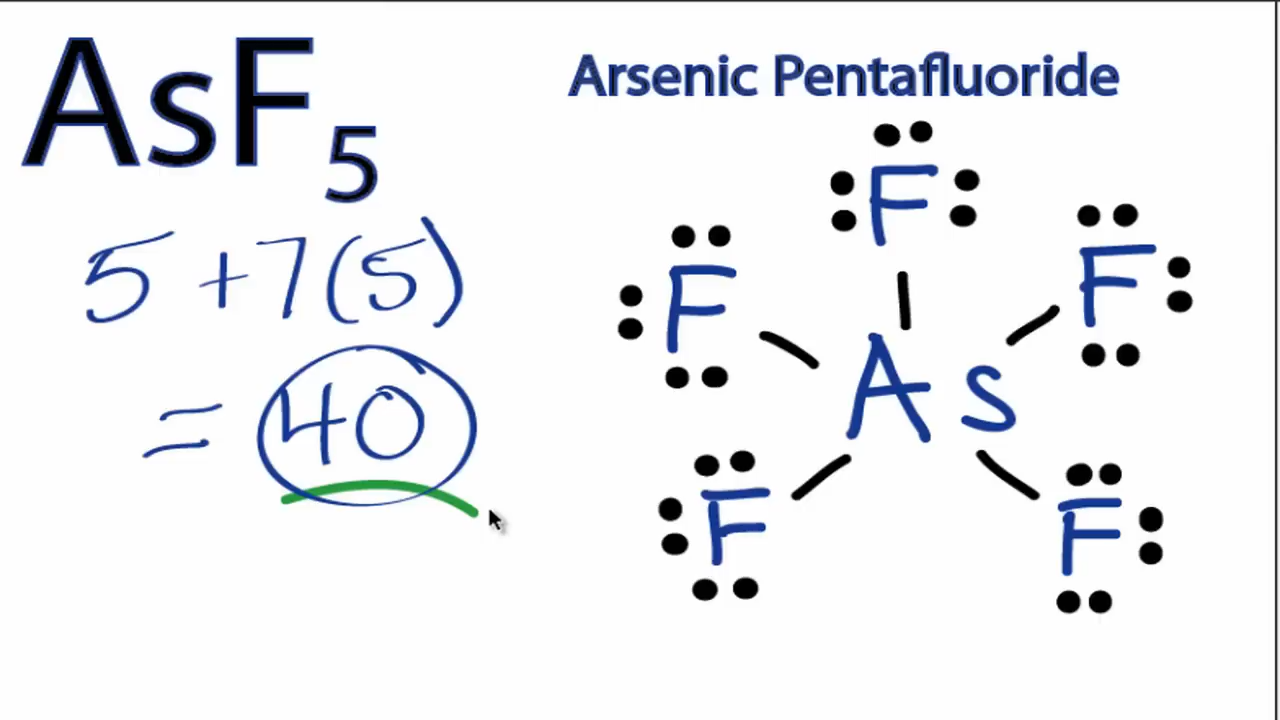 AsF5
Arsenic Pentafluoride
5 + 7(5)
= 40
F
F F
As
F F